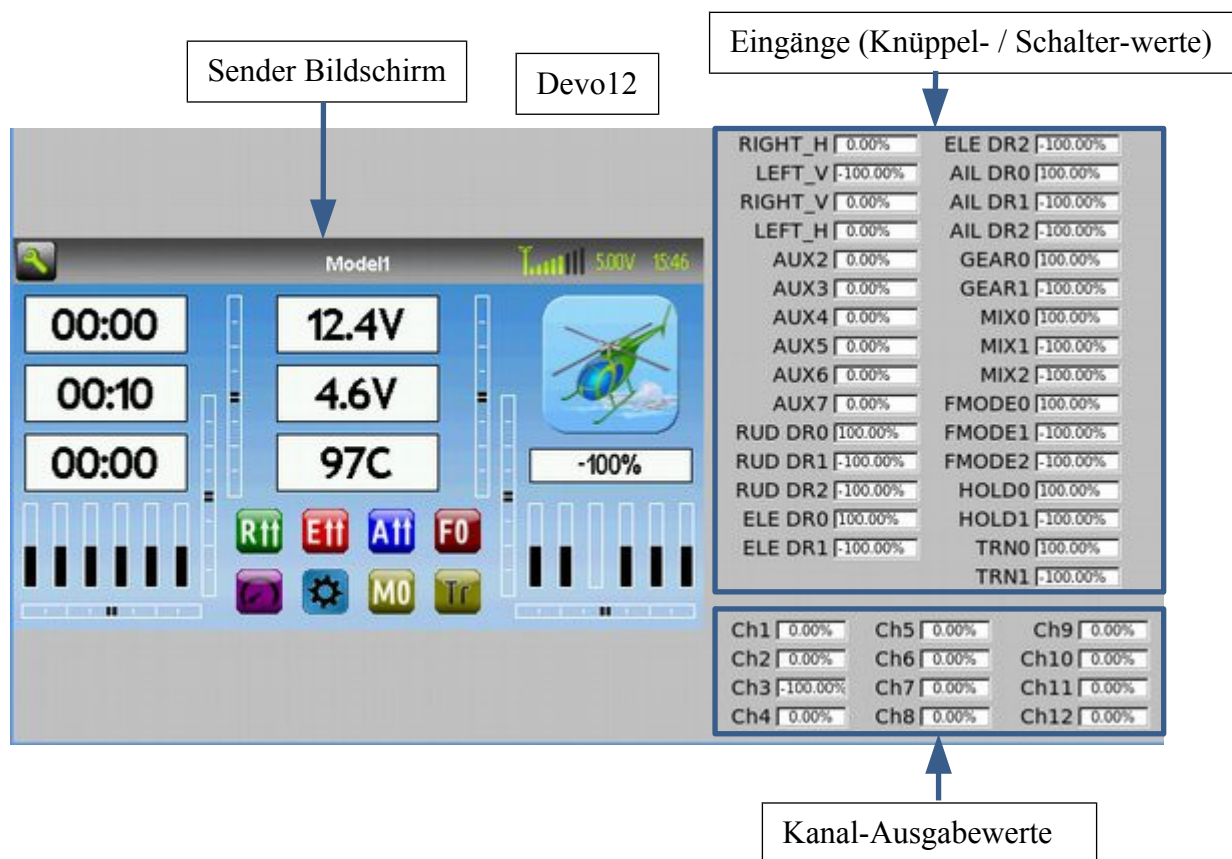 Eingänge (Knüppel- / Schalter-werte)
Sender Bildschirm
Devo12
Model1
5.00V 15:46
00:00
12.4V
00:10
4.6V
00:00
97C
-100%
R
E
A
F0
M0
Tr
RIGHT_H 0.00% ELE DR2 -100.00%
LEFT_V -100.00% AIL DR0 100.00%
RIGHT_V 0.00% AIL DR1 -100.00%
LEFT_H 0.00% AIL DR2 -100.00%
AUX2 0.00% GEAR0 100.00%
AUX3 0.00% GEAR1 -100.00%
AUX4 0.00% MIX0 100.00%
AUX5 0.00% MIX1 -100.00%
AUX6 0.00% MIX2 -100.00%
AUX7 0.00% FMODE0 100.00%
RUD DR0 100.00% FMODE1 -100.00%
RUD DR1 -100.00% FMODE2 -100.00%
RUD DR2 -100.00% HOLD0 100.00%
ELE DR0 100.00% HOLD1 -100.00%
ELE DR1 -100.00% TRN0 100.00%
TRN1 -100.00%
Ch1 0.00% Ch5 0.00% Ch9 0.00%
Ch2 0.00% Ch6 0.00% Ch10 0.00%
Ch3 -100.00% Ch7 0.00% Ch11 0.00%
Ch4 0.00% Ch8 0.00% Ch12 0.00%
Kanal-Ausgabewerte